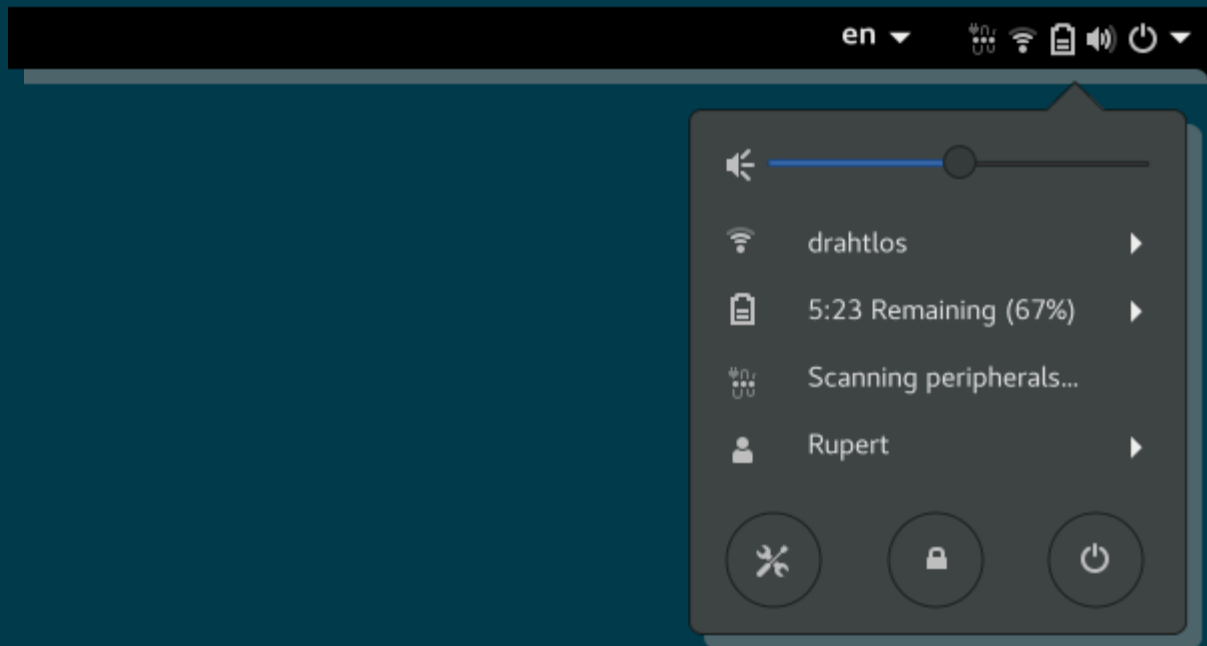 en
drahtlos
5:23 Remaining (67%)
Scanning peripherals...
Rupert